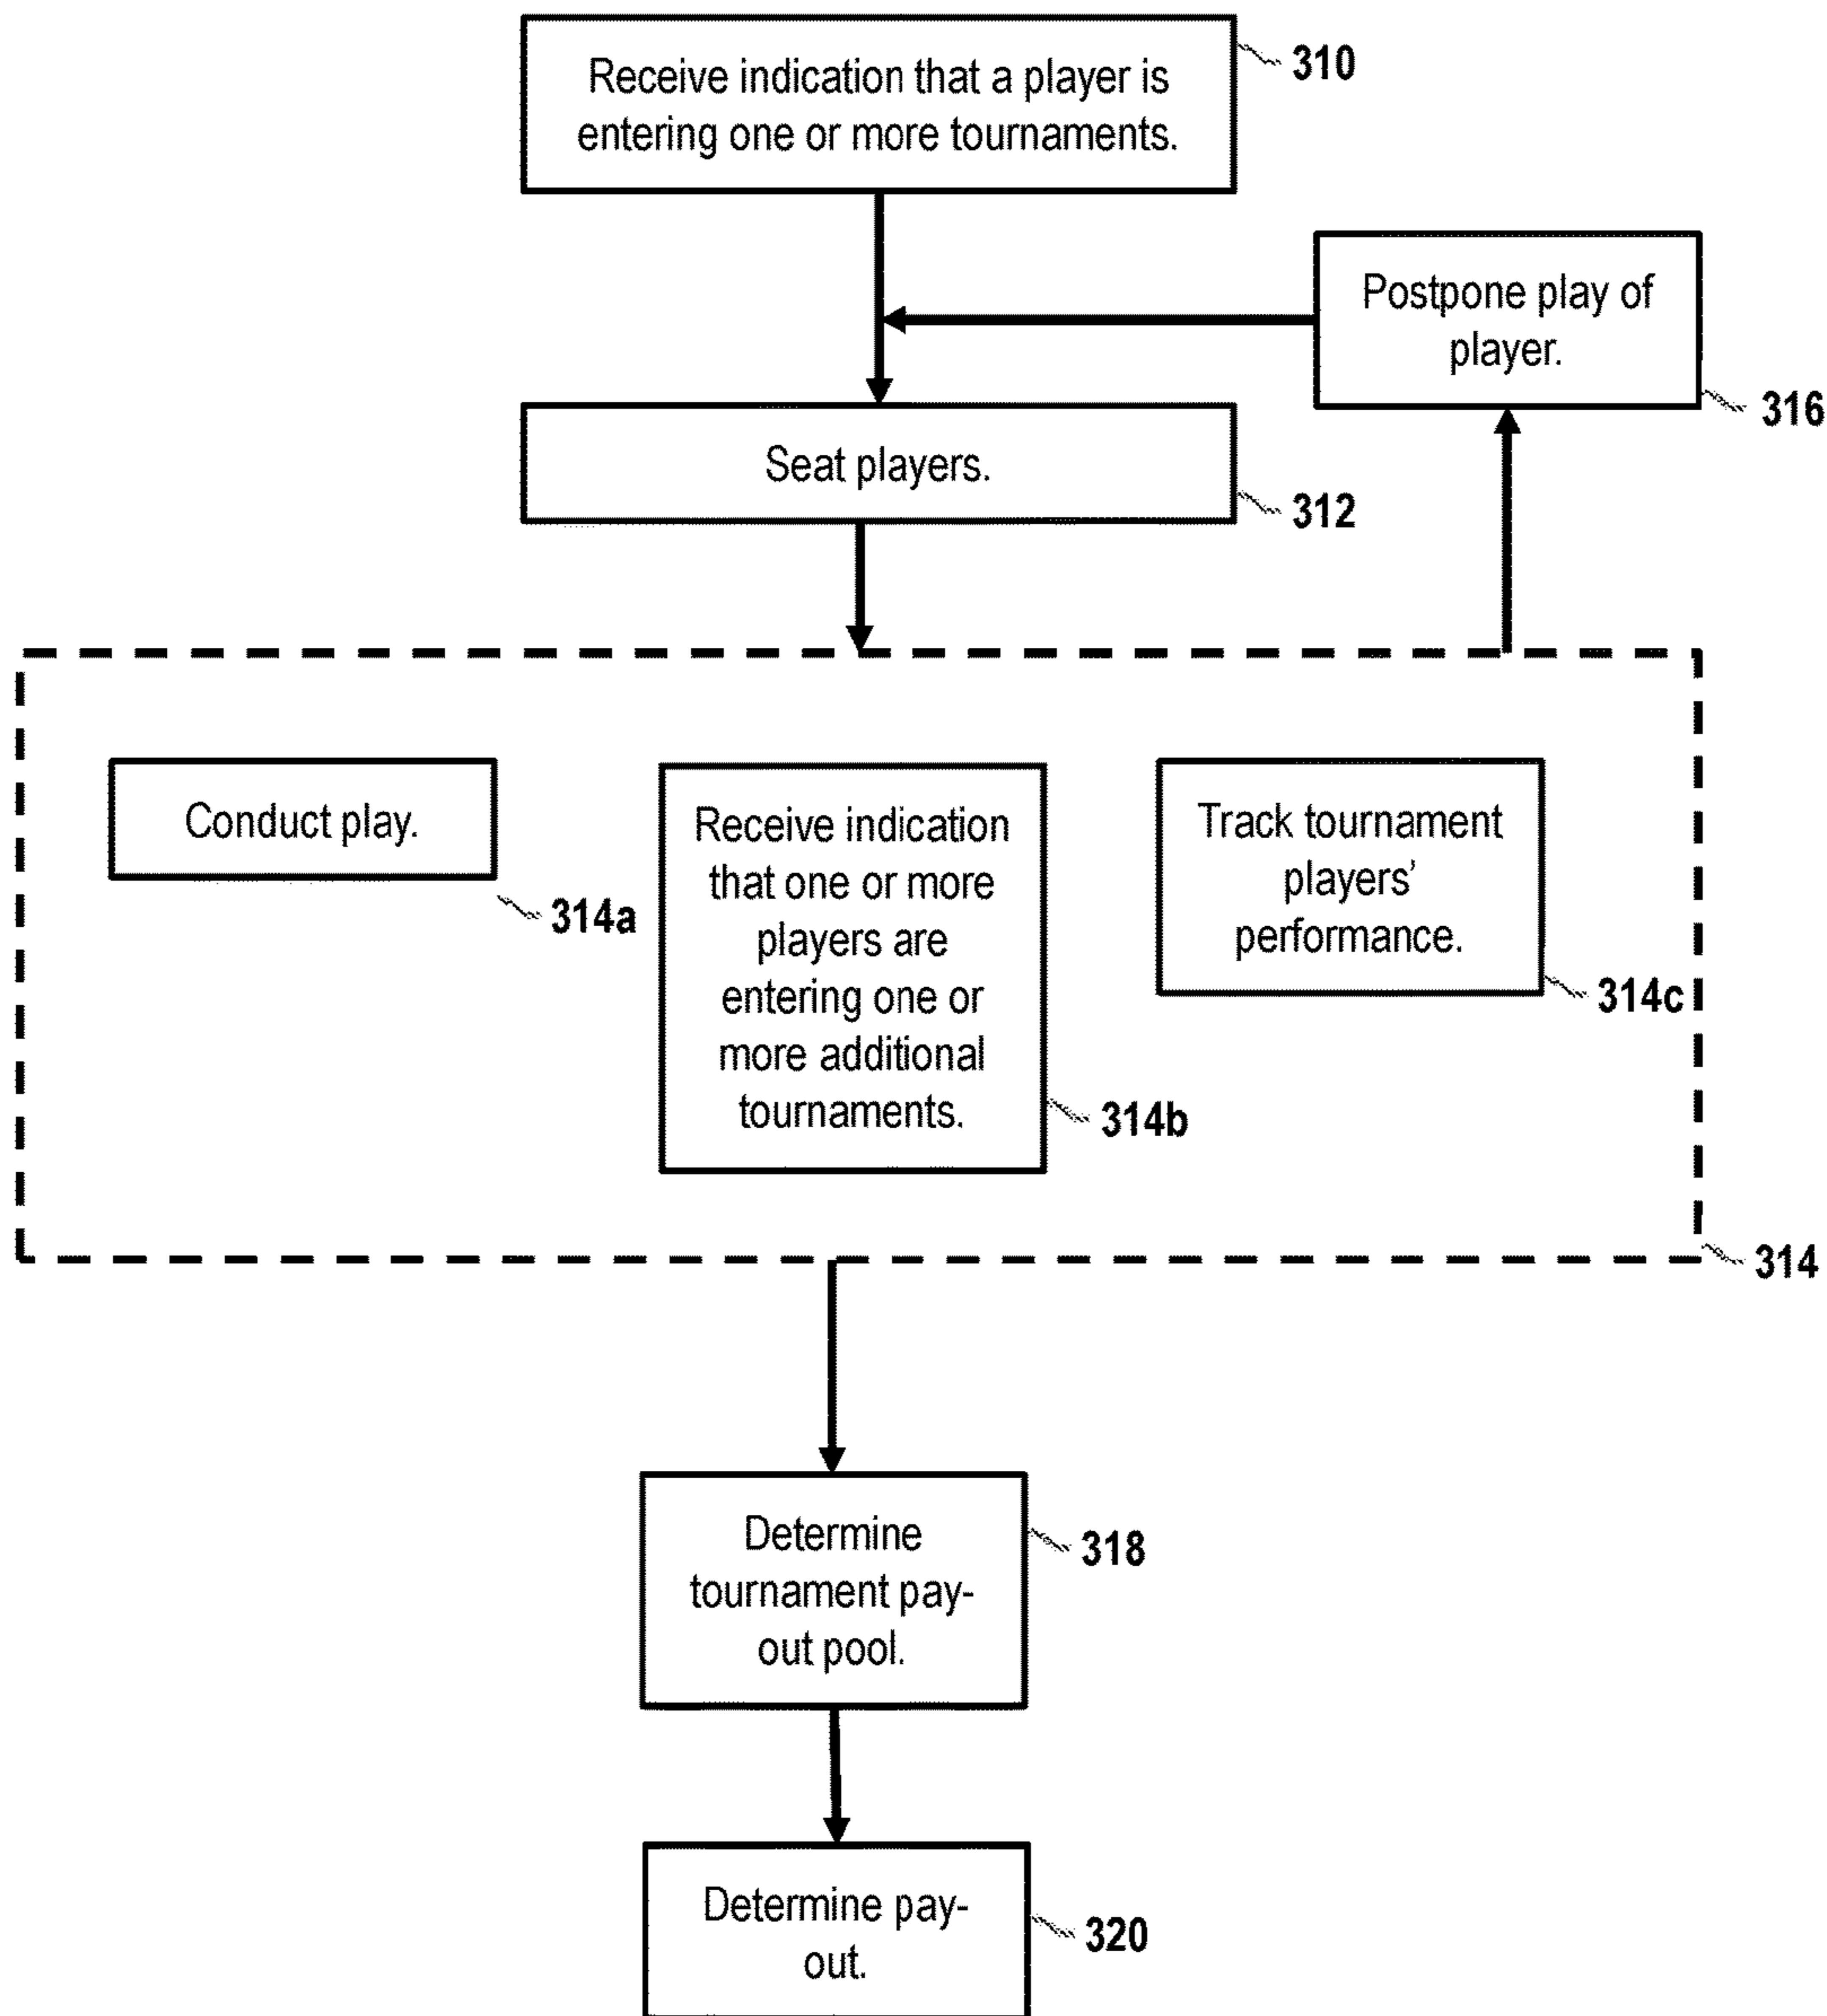 Receive indication that a player is
entering one or more tournaments.
310
Postpone play of
player.
316
Seat players.
312
Conduct play.
314a
Receive indication
that one or more
players are
entering one or
more additional
tournaments.
314b
Track tournament
players’
performance.
314c
314
Determine
tournament pay-
out pool.
318
Determine pay-
out.
320